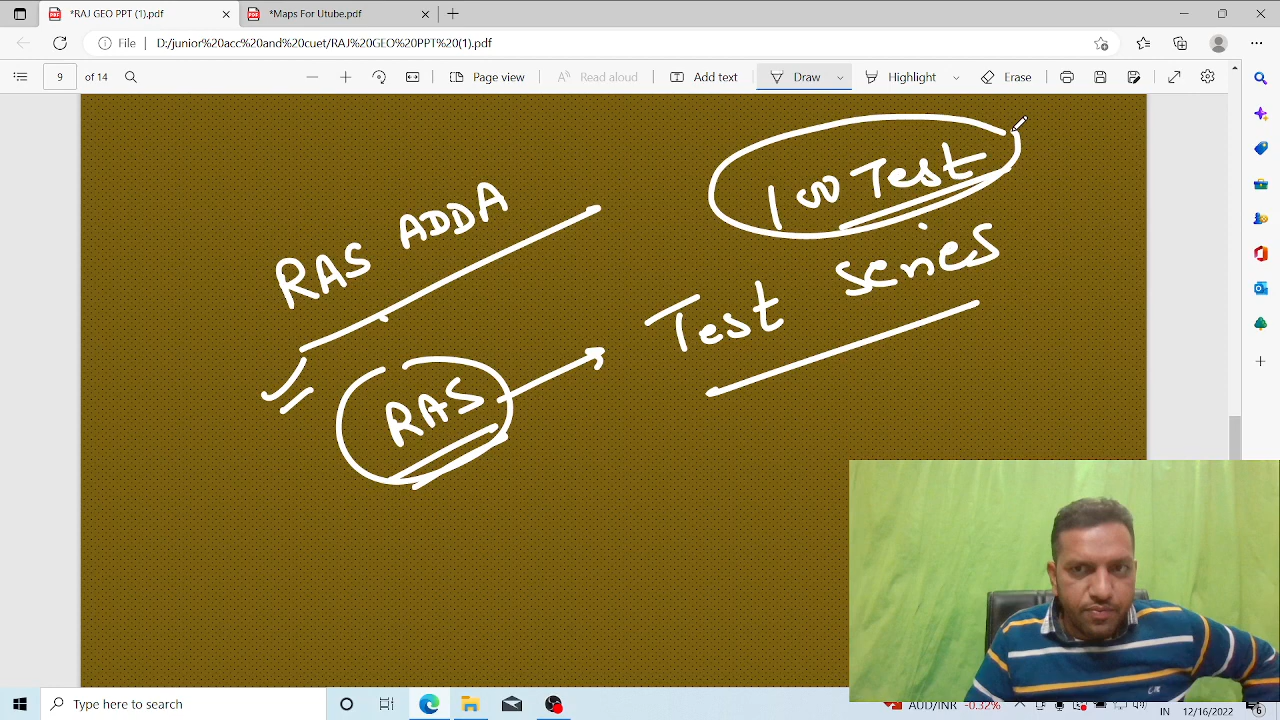 *RAJ GEO PPT (1).pdf
*Maps For Utube.pdf
File
D:/junior%20acc%20and%20cuet/RAJ%20GEO%20PPT%20(1).pdf
9
of 14
Page view
Read aloud
Add text
Draw
Highlight
Erase
100 Test
RAS ADDA
Test series
RAS
Type here to search
AUD/INR -0.32%
IN
12/16/2022
6